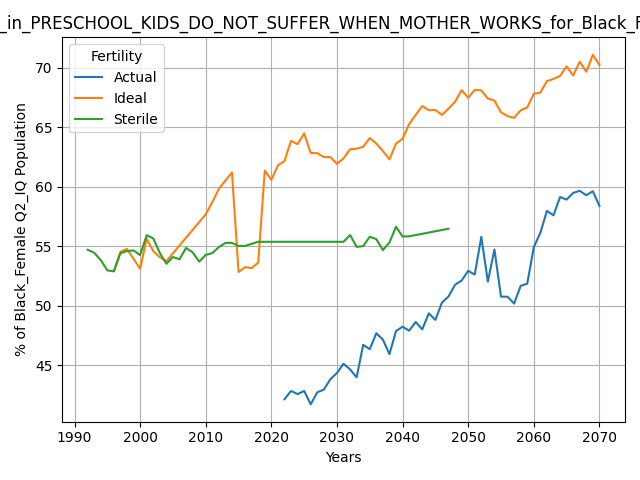 _in_PRESCHOOL_KIDS_DO_NOT_SUFFER_WHEN_MOTHER_WORKS_for_Black_F
Fertility
Actual
Ideal
Sterile
% of Black_Female Q2_IQ Population
70
65
60
55
50
45
1990
2000
2010
2020
2030
2040
2050
2060
2070
Years